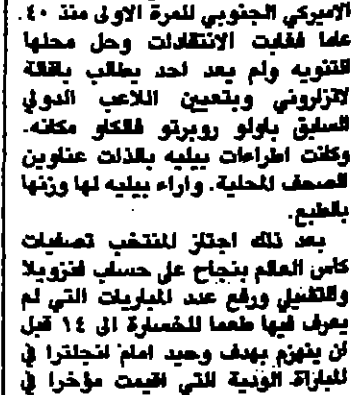 الاميركي الجنوبي للمرة الاولى منذ ٤٠
عاما فغابت الانتقادات وحل محلها
التنويه ولم يعد احد يطالب باقالة
لازاروني وبتعيين اللاعب الدولي
السابق باولو روبرتو فالكاو مكانه.
وكانت اطراءات بيليه بالذات عناوين
الصحف المحلية. واراء بيليه لها وزنها
بالطبع.
بعد ذلك اجتاز المنتخب تصفيات
كاس العالم بنجاح على حساب فنزويلا
والتشيلي ورفع عدد المباريات التي لم
يعرف فيها طعما للخسارة الى ١٤ قبل
ان ينهزم بهدف وحيد امام انجلترا في
المباراة الودية التي اقيمت مؤخرا في